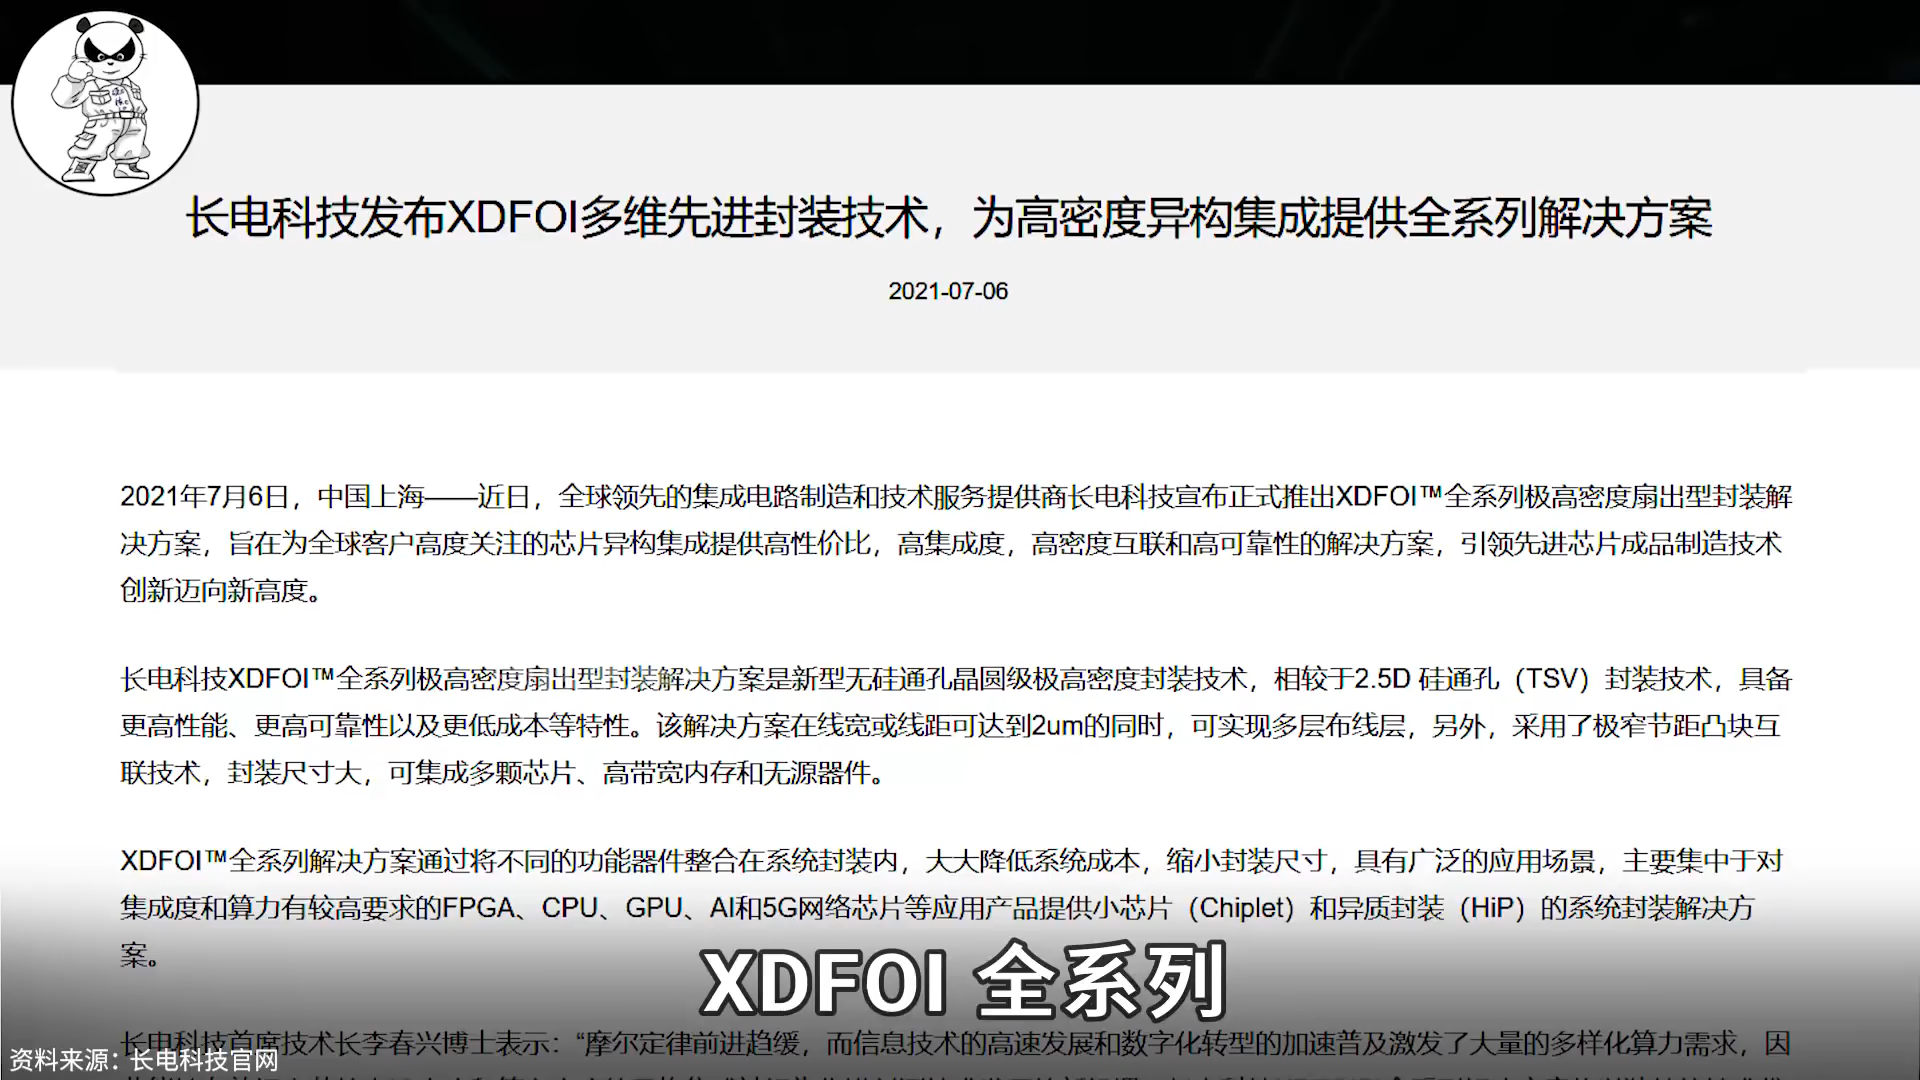 长电科技发布XDFOI多维先进封装技术，为高密度异构集成提供全系列解决方案
2021-07-06
2021年7月6日，中国上海——近日，全球领先的集成电路制造和技术服务提供商长电科技宣布正式推出XDFOI™全系列极高密度扇出型封装解
决方案，旨在为全球客户高度关注的芯片异构集成提供高性价比，高集成度，高密度互联和高可靠性的解决方案，引领先进芯片成品制造技术
创新迈向新高度。
长电科技XDFOI™全系列极高密度扇出型封装解决方案是新型无硅通孔晶圆级极高密度封装技术，相较于2.5D 硅通孔（TSV）封装技术，具备
更高性能、更高可靠性以及更低成本等特性。该解决方案在线宽或线距可达到2um的同时，可实现多层布线层，另外，采用了极窄节距凸块互
联技术，封装尺寸大，可集成多颗芯片、高带宽内存和无源器件。
XDFOI™全系列解决方案通过将不同的功能器件整合在系统封装内，大大降低系统成本，缩小封装尺寸，具有广泛的应用场景，主要集中于对
集成度和算力有较高要求的FPGA、CPU、GPU、AI和5G网络芯片等应用产品提供小芯片（Chiplet）和异质封装（HiP）的系统封装解决方
案。
XDFOI 全系列
长电科技首席技术长李春兴博士表示：“摩尔定律前进趋缓，而信息技术的高速发展和数字化转型的加速普及激发了大量的多样化算力需求，因
资料来源：长电科技官网